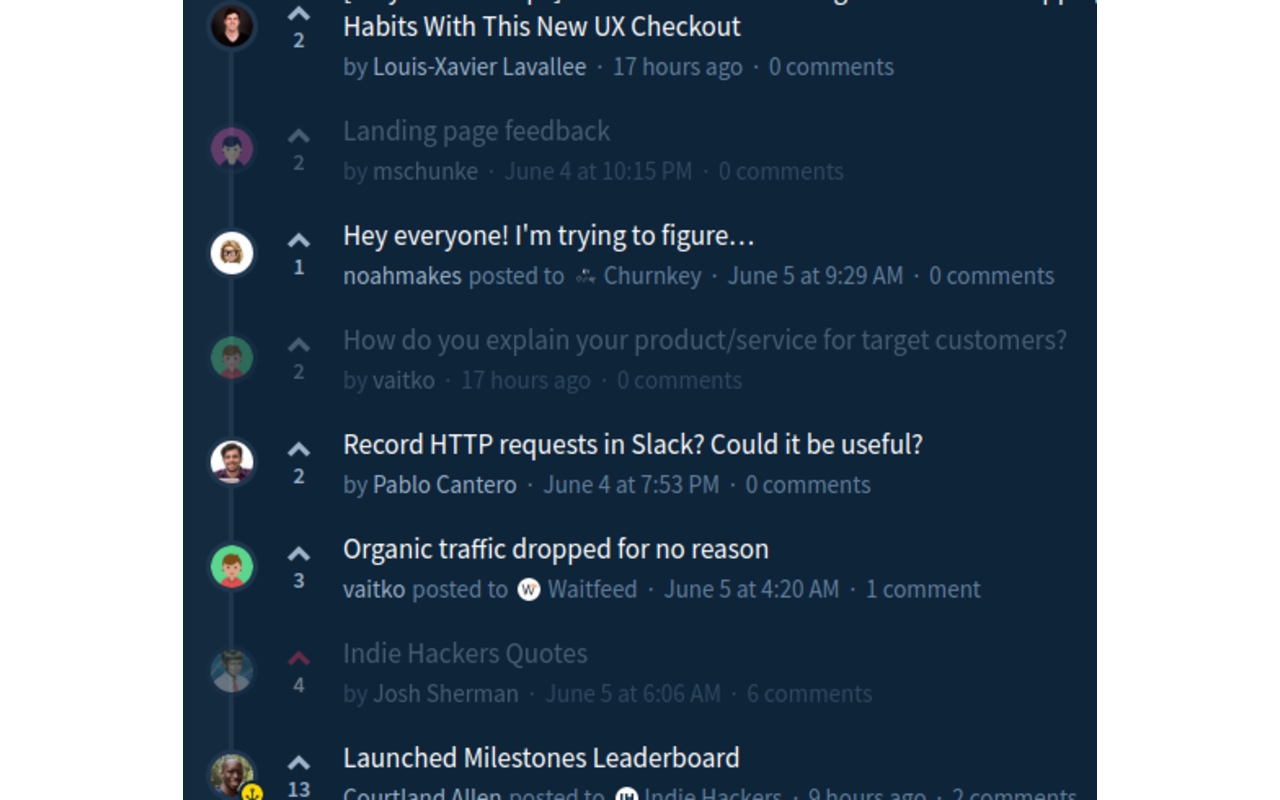 2
Habits With This New UX Checkout
by Louis-Xavier Lavallee · 17 hours ago · 0 comments
Landing page feedback
2
by mschunke · June 4 at 10:15 PM · 0 comments
Hey everyone! I'm trying to figure…
1
noahmakes posted to Churnkey · June 5 at 9:29 AM · 0 comments
How do you explain your product/service for target customers?
2
by vaitko · 17 hours ago · 0 comments
Record HTTP requests in Slack? Could it be useful?
2
by Pablo Cantero · June 4 at 7:53 PM · 0 comments
Organic traffic dropped for no reason
3
vaitko posted to W Waitfeed · June 5 at 4:20 AM · 1 comment
Indie Hackers Quotes
4
by Josh Sherman · June 5 at 6:06 AM · 6 comments
Launched Milestones Leaderboard
13
Courtland Allen posted to IH Indie Hackers · 9 hours ago · 2 comments